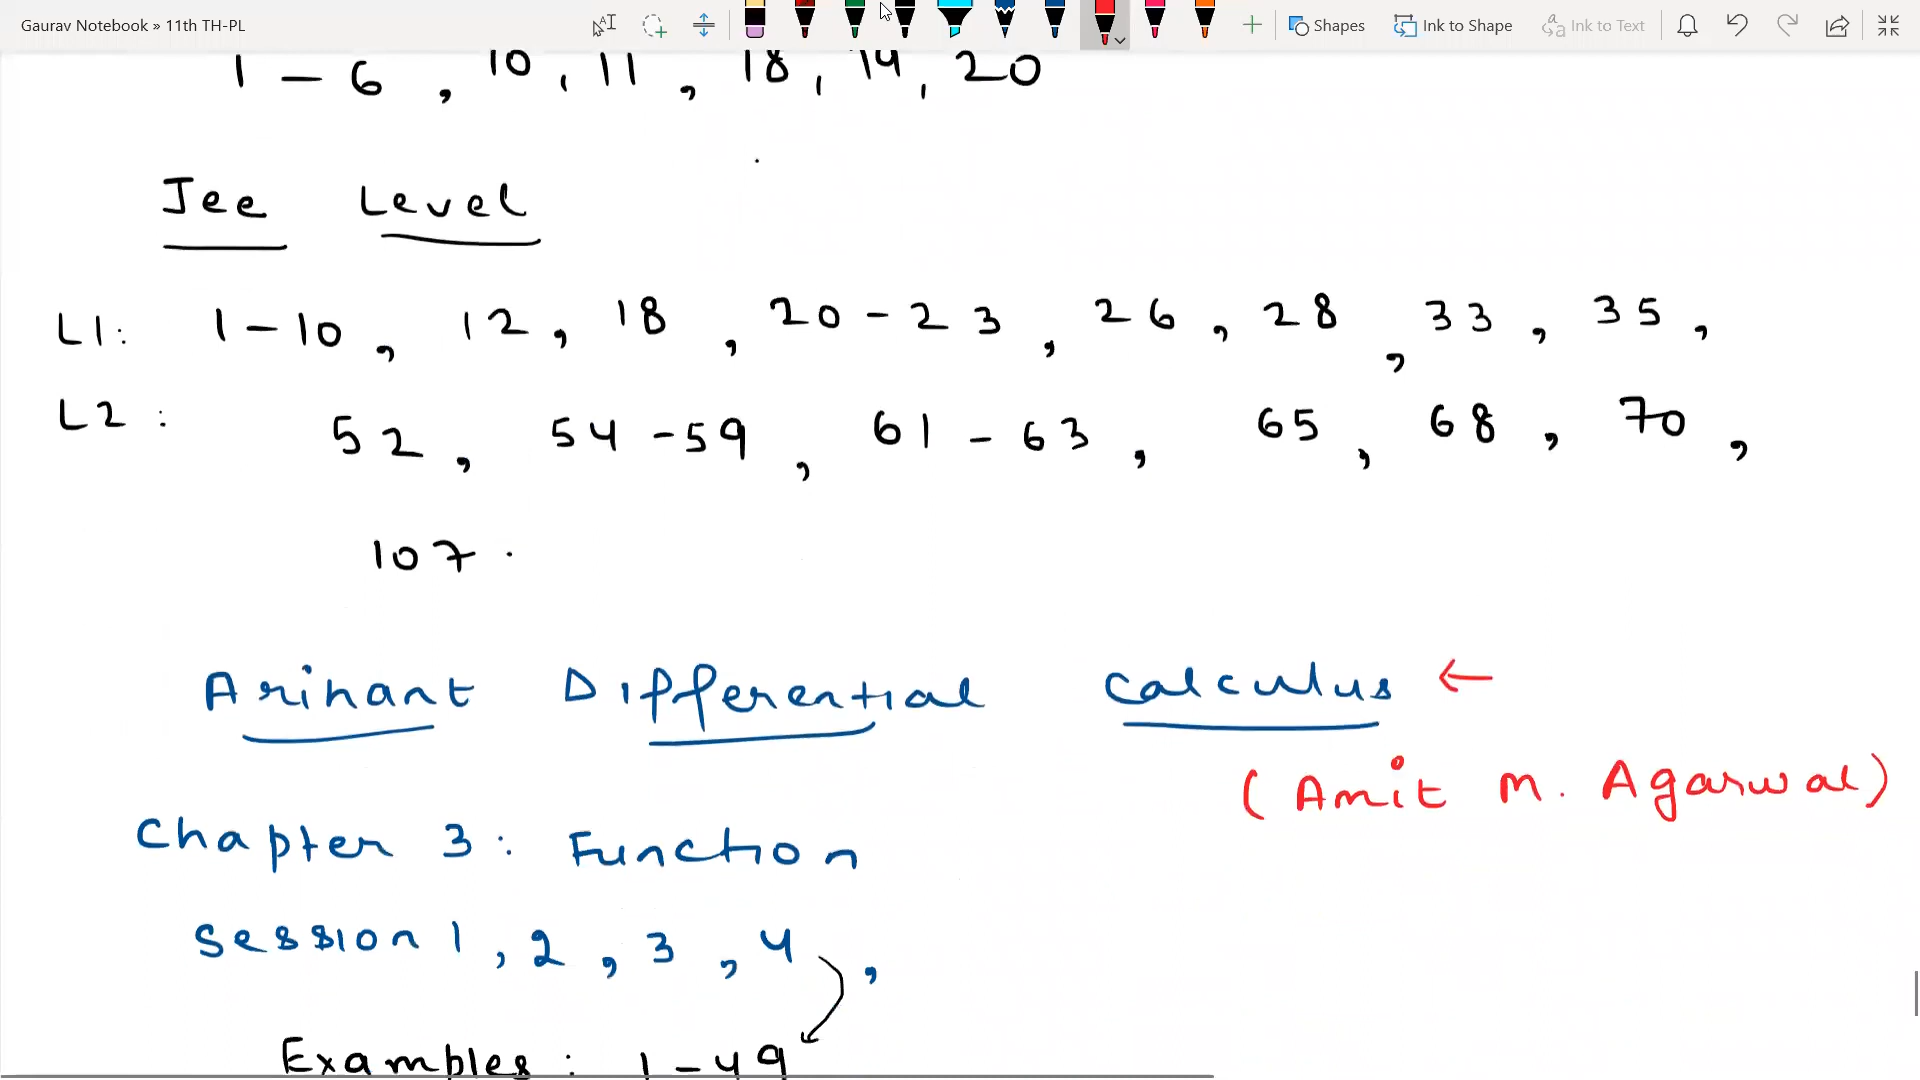 Gaurav Notebook » 11th TH-PL
Shapes
Ink to Shape
Ink to Text
1 - 6 , 10 , 11 , 18 , 14 , 20
Jee Level
L1 : 1 - 10 , 12 , 18 , 20 - 23 , 26 , 28 , 33 , 35 ,
L2 : 52 , 54 - 59 , 61 - 63 , 65 , 68 , 70 ,
107 .
Arihant Differential Calculus ←
( Amit M. Agarwal )
Chapter 3 : Function
Session 1 , 2 , 3 , 4 ,
Examples : 1 - 49